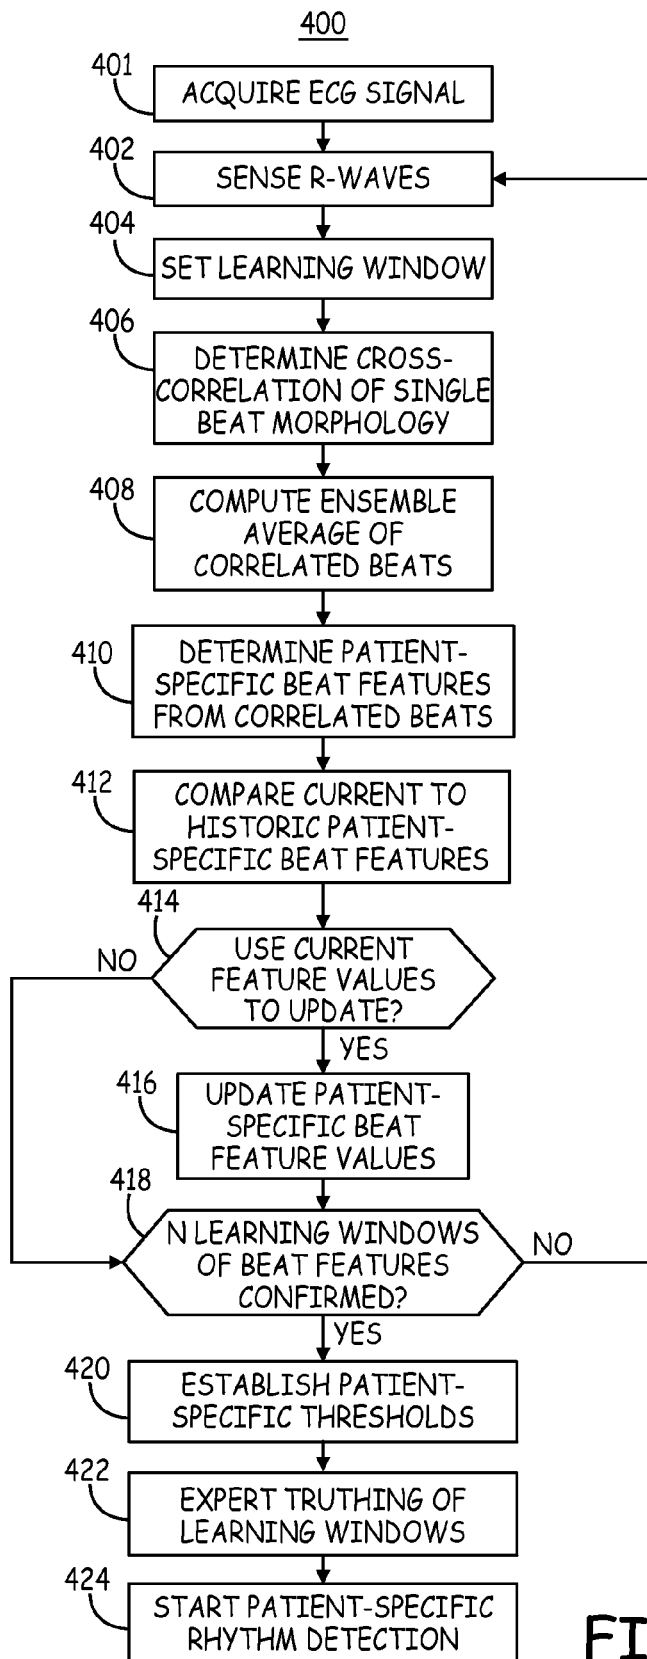 400
401
ACQUIRE ECG SIGNAL
402
SENSE R-WAVES
404
SET LEARNING WINDOW
406
DETERMINE CROSS-
CORRELATION OF SINGLE
BEAT MORPHOLOGY
408
COMPUTE ENSEMBLE
AVERAGE OF
CORRELATED BEATS
410
DETERMINE PATIENT-
SPECIFIC BEAT FEATURES
FROM CORRELATED BEATS
412
COMPARE CURRENT TO
HISTORIC PATIENT-
SPECIFIC BEAT FEATURES
414
NO
USE CURRENT
FEATURE VALUES
TO UPDATE?
YES
416
UPDATE PATIENT-
SPECIFIC BEAT
FEATURE VALUES
418
N LEARNING WINDOWS
OF BEAT FEATURES
CONFIRMED?
NO
YES
420
ESTABLISH PATIENT-
SPECIFIC THRESHOLDS
422
EXPERT TRUTHING OF
LEARNING WINDOWS
424
START PATIENT-SPECIFIC
RHYTHM DETECTION